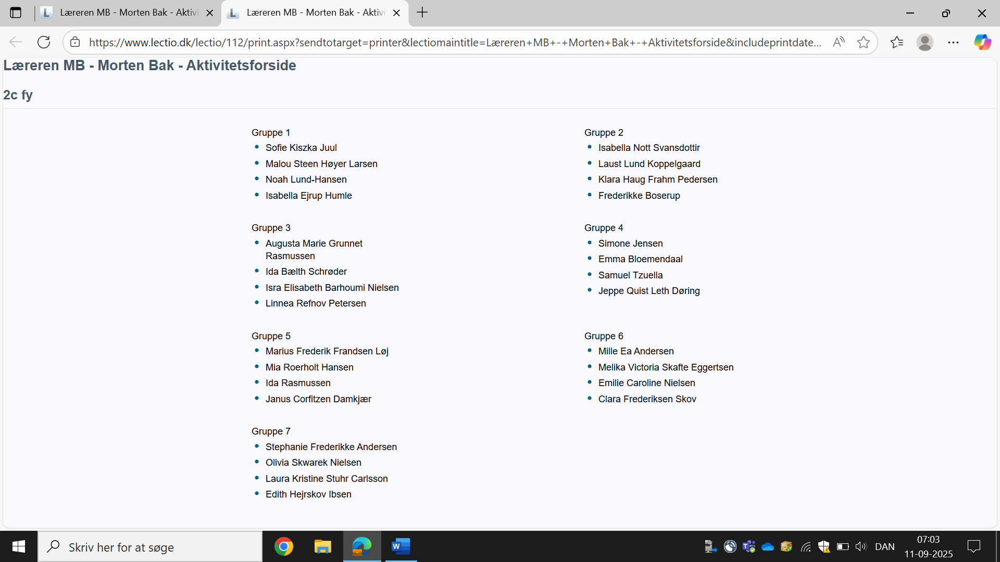 Læreren MB - Morten Bak - Aktivi
Læreren MB - Morten Bak - Aktivi
https://www.lectio.dk/lectio/112/print.aspx?sendtotarget=printer&lectiomaintitle=Læreren+MB+-+Morten+Bak+-+Aktivitetsforside&includeprintdate...
Læreren MB - Morten Bak - Aktivitetsforside
2c fy
Gruppe 1
Sofie Kiszka Juul
Malou Steen Høyer Larsen
Noah Lund-Hansen
Isabella Ejrup Humle
Gruppe 2
Isabella Nott Svansdottir
Laust Lund Koppelgaard
Klara Haug Frahm Pedersen
Frederikke Boserup
Gruppe 3
Augusta Marie Grunnet
Rasmussen
Ida Bælth Schrøder
Isra Elisabeth Barhoumi Nielsen
Linnea Refnov Petersen
Gruppe 4
Simone Jensen
Emma Bloemendaal
Samuel Tzuella
Jeppe Quist Leth Døring
Gruppe 5
Marius Frederik Frandsen Løj
Mia Roerholt Hansen
Ida Rasmussen
Janus Corfitzen Damkjær
Gruppe 6
Mille Ea Andersen
Melika Victoria Skafte Eggertsen
Emilie Caroline Nielsen
Clara Frederiksen Skov
Gruppe 7
Stephanie Frederikke Andersen
Olivia Skwarek Nielsen
Laura Kristine Stuhr Carlsson
Edith Hejrskov Ibsen
Skriv her for at søge
DAN
07:03
11-09-2025